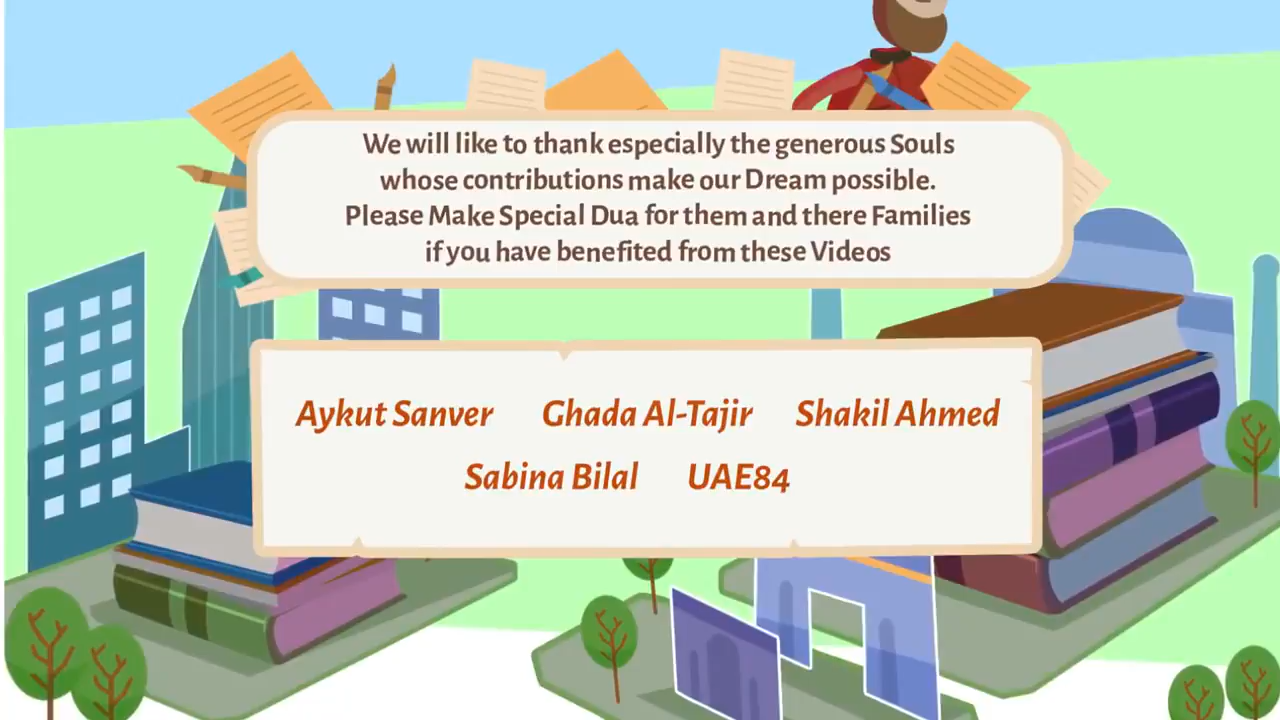 We will like to thank especially the generous Souls
whose contributions make our Dream possible.
Please Make Special Dua for them and there Families
if you have benefited from these Videos
Aykut Sanver Ghada Al-Tajir Shakil Ahmed
Sabina Bilal UAE84